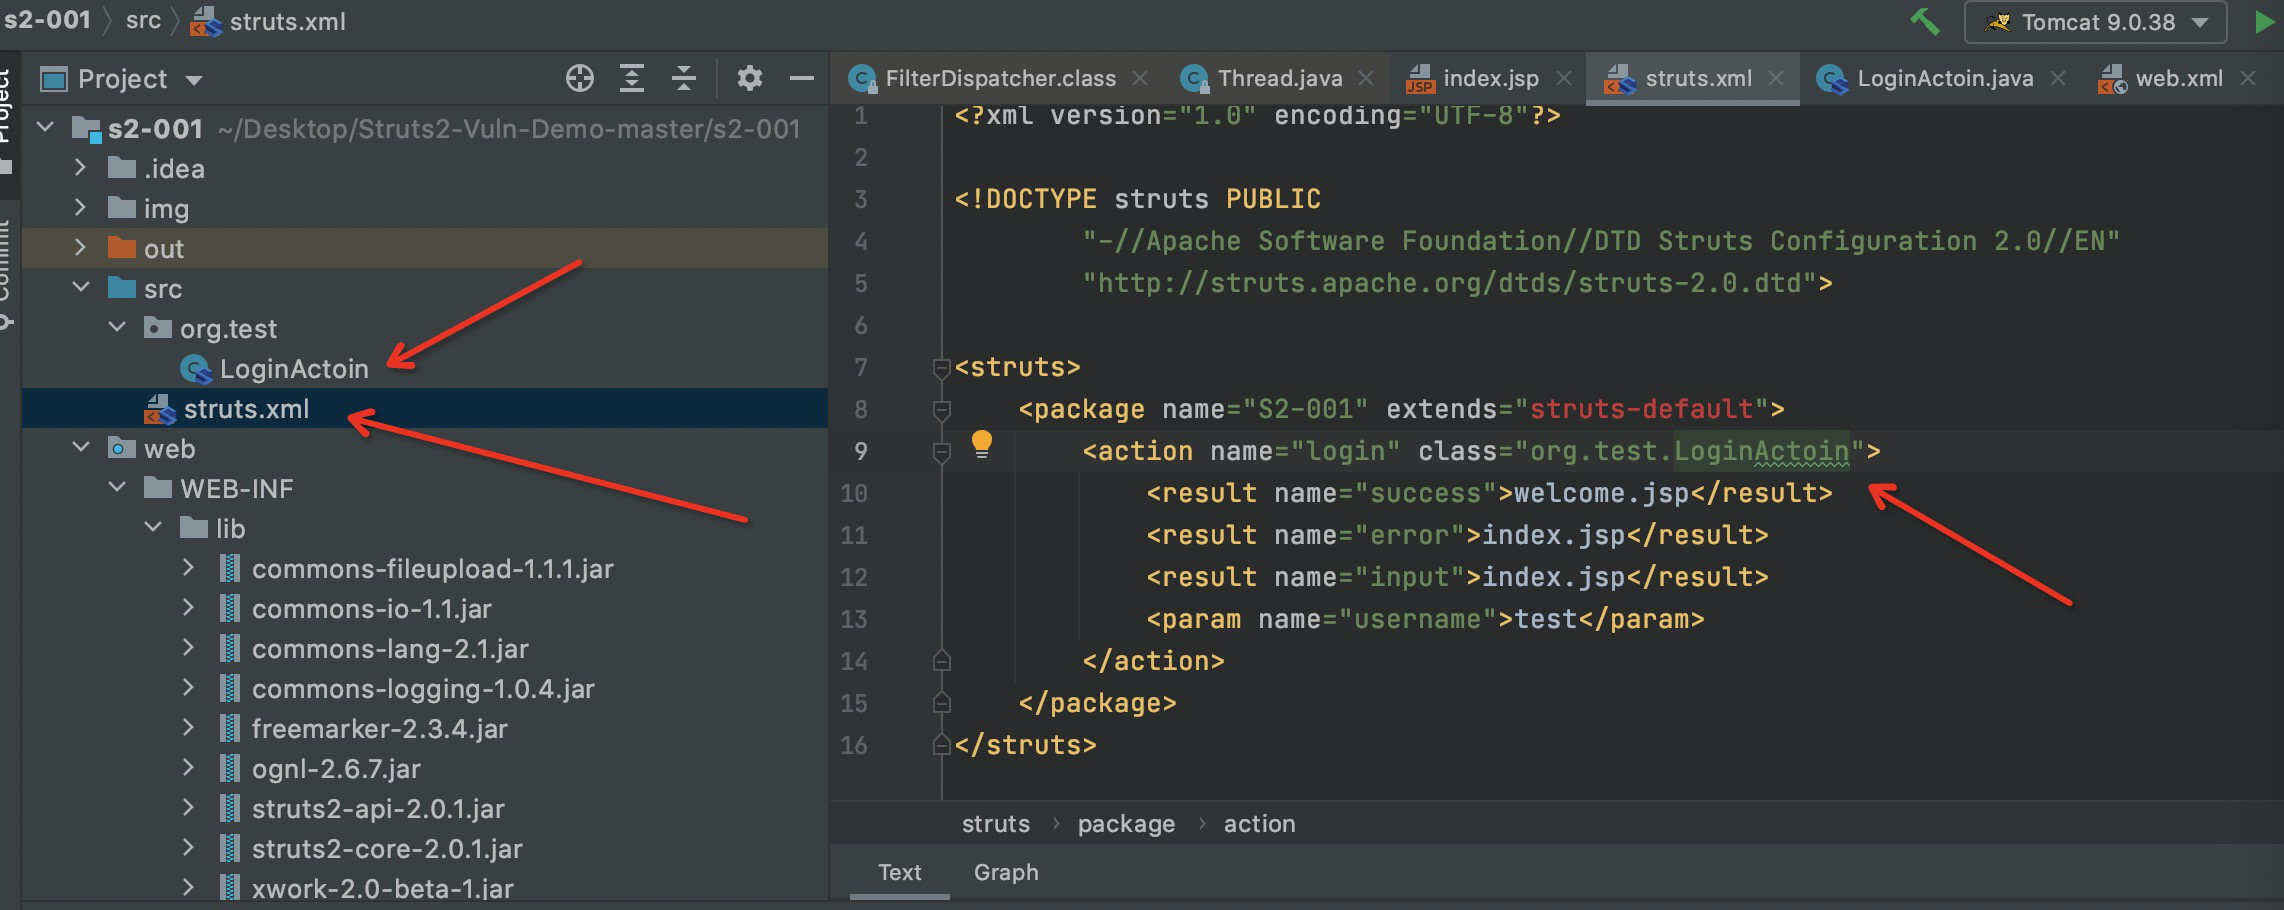 s2-001 src struts.xml
Tomcat 9.0.38
Project
Commit
Project
s2-001 ~/Desktop/Struts2-Vuln-Demo-master/s2-001
.idea
img
out
src
org.test
LoginActoin
struts.xml
web
WEB-INF
lib
commons-fileupload-1.1.1.jar
commons-io-1.1.jar
commons-lang-2.1.jar
commons-logging-1.0.4.jar
freemarker-2.3.4.jar
ognl-2.6.7.jar
struts2-api-2.0.1.jar
struts2-core-2.0.1.jar
xwork-2.0-beta-1.jar
FilterDispatcher.class Thread.java index.jsp struts.xml LoginActoin.java web.xml
1 <?xml version="1.0" encoding="UTF-8"?>
2
3 <!DOCTYPE struts PUBLIC
4 "-//Apache Software Foundation//DTD Struts Configuration 2.0//EN"
5 "http://struts.apache.org/dtds/struts-2.0.dtd">
6
7 <struts>
8 <package name="S2-001" extends="struts-default">
9 <action name="login" class="org.test.LoginActoin">
10 <result name="success">welcome.jsp</result>
11 <result name="error">index.jsp</result>
12 <result name="input">index.jsp</result>
13 <param name="username">test</param>
14 </action>
15 </package>
16 </struts>
struts package action
Text Graph